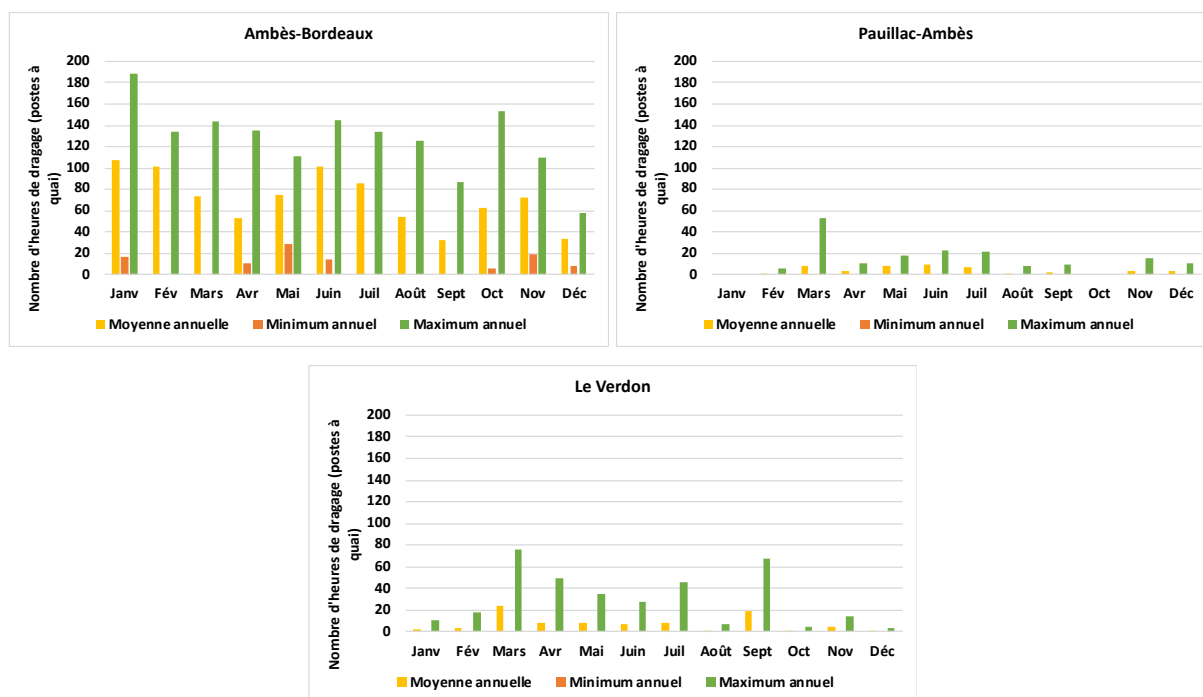 Ambès-Bordeaux
Nombre d'heures de dragage (postes à
quai)
200
180
160
140
120
100
80
60
40
20
0
Janv Fév Mars Avr Mai Juin Juil Août Sept Oct Nov Déc
Moyenne annuelle Minimum annuel Maximum annuel
Pauillac-Ambès
Nombre d'heures de dragage (postes à
quai)
200
180
160
140
120
100
80
60
40
20
0
Janv Fév Mars Avr Mai Juin Juil Août Sept Oct Nov Déc
Moyenne annuelle Minimum annuel Maximum annuel
Le Verdon
Nombre d'heures de dragage (postes à
quai)
200
180
160
140
120
100
80
60
40
20
0
Janv Fév Mars Avr Mai Juin Juil Août Sept Oct Nov Déc
Moyenne annuelle Minimum annuel Maximum annuel